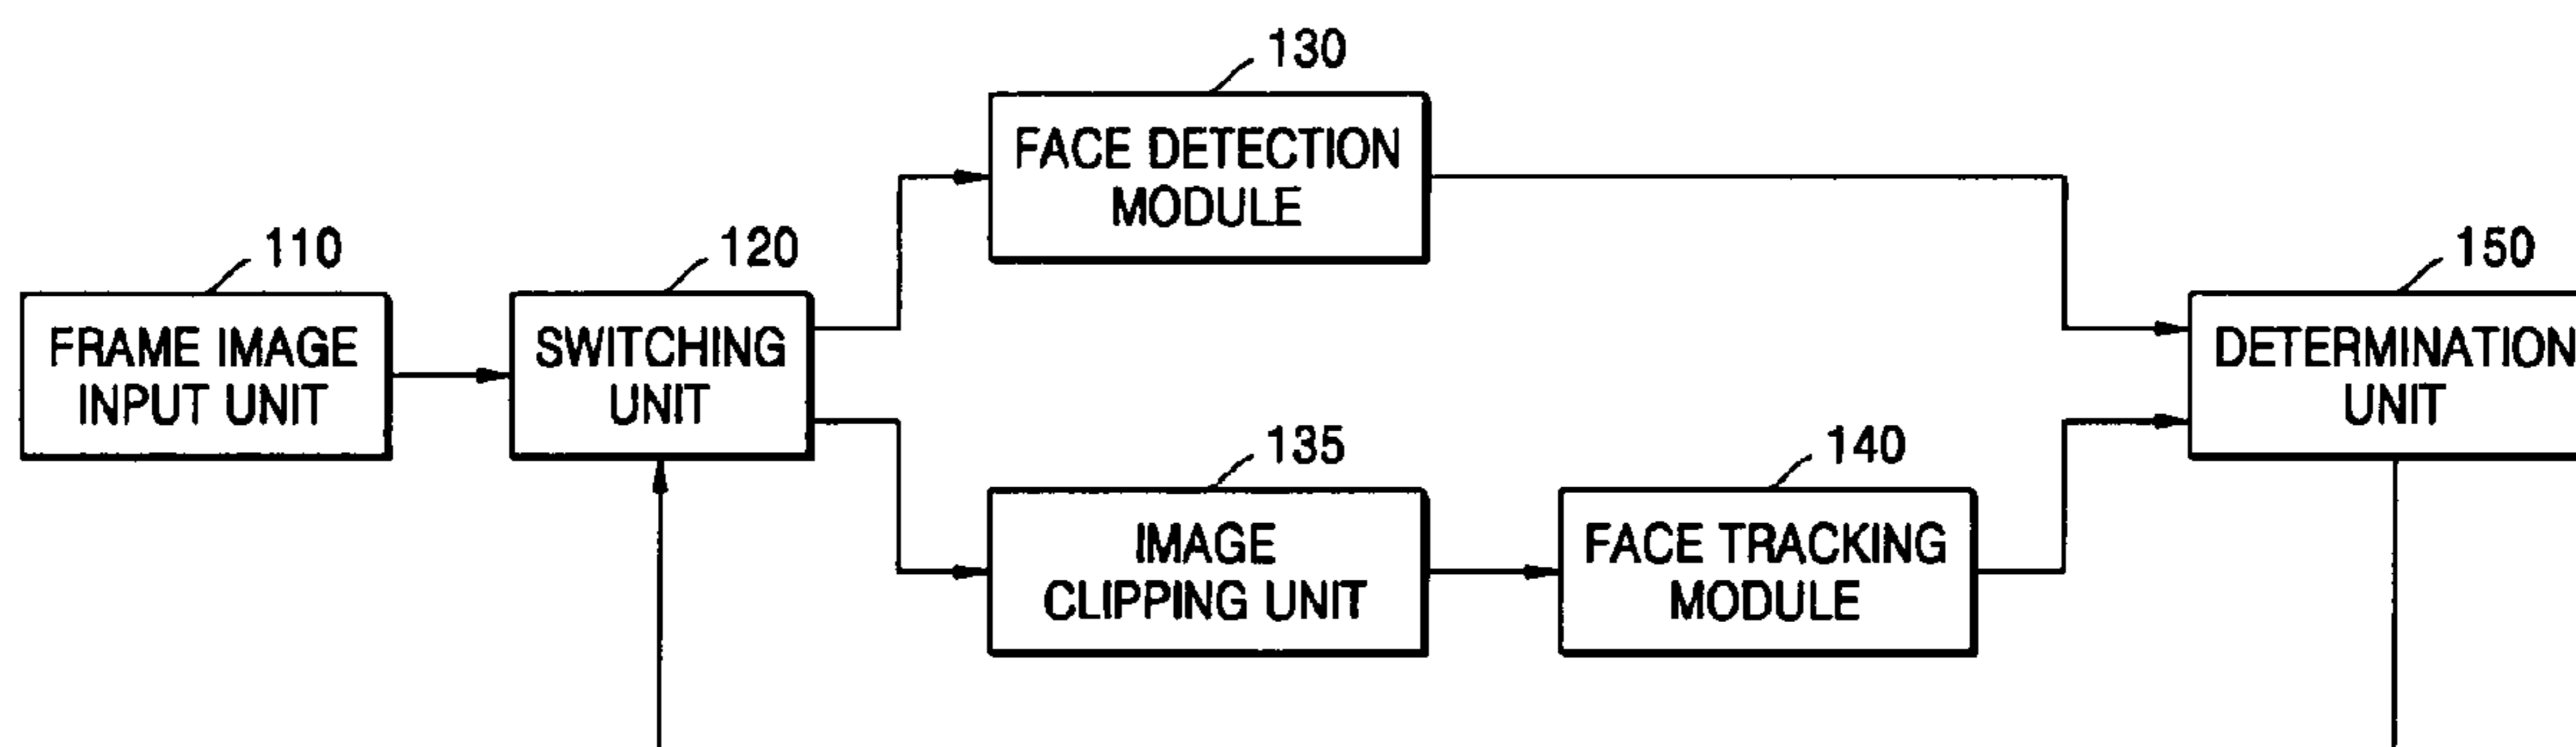 130
FACE DETECTION
MODULE
110
FRAME IMAGE
INPUT UNIT
120
SWITCHING
UNIT
150
DETERMINATION
UNIT
135
IMAGE
CLIPPING UNIT
140
FACE TRACKING
MODULE